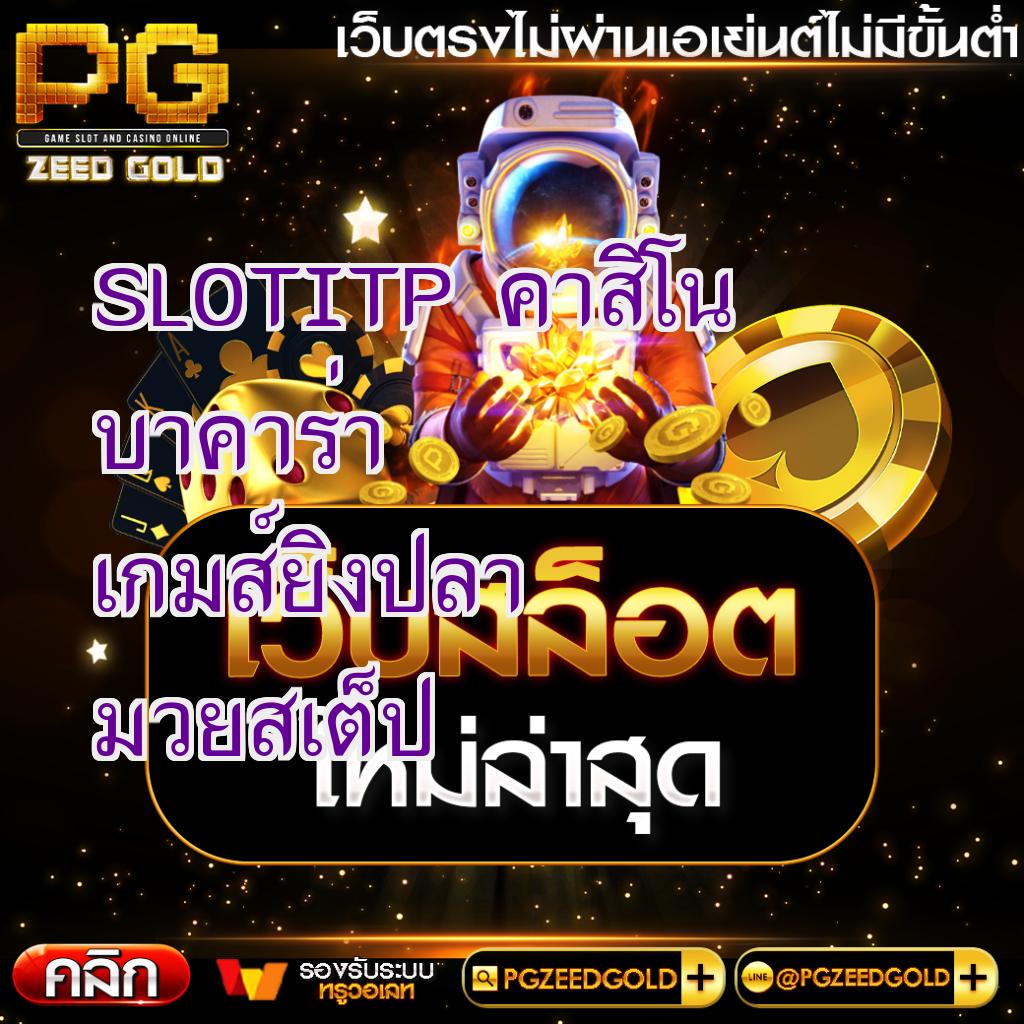 เว็บตรงไม่ผ่านเอเย่นต์ไม่มีขั้นต่ำ
PG
GAME SLOT AND CASINO ONLINE
ZEED GOLD
SLOTITP คาสิโน
บาคาร่า
เกมส์ยิงปลา
เว็บสล็อต
มวยสเต็ป
ใหม่ล่าสุด
คลิก
รองรับระบบ
ทรูวอเลท
PGZEEDGOLD +
LINE @PGZEEDGOLD +